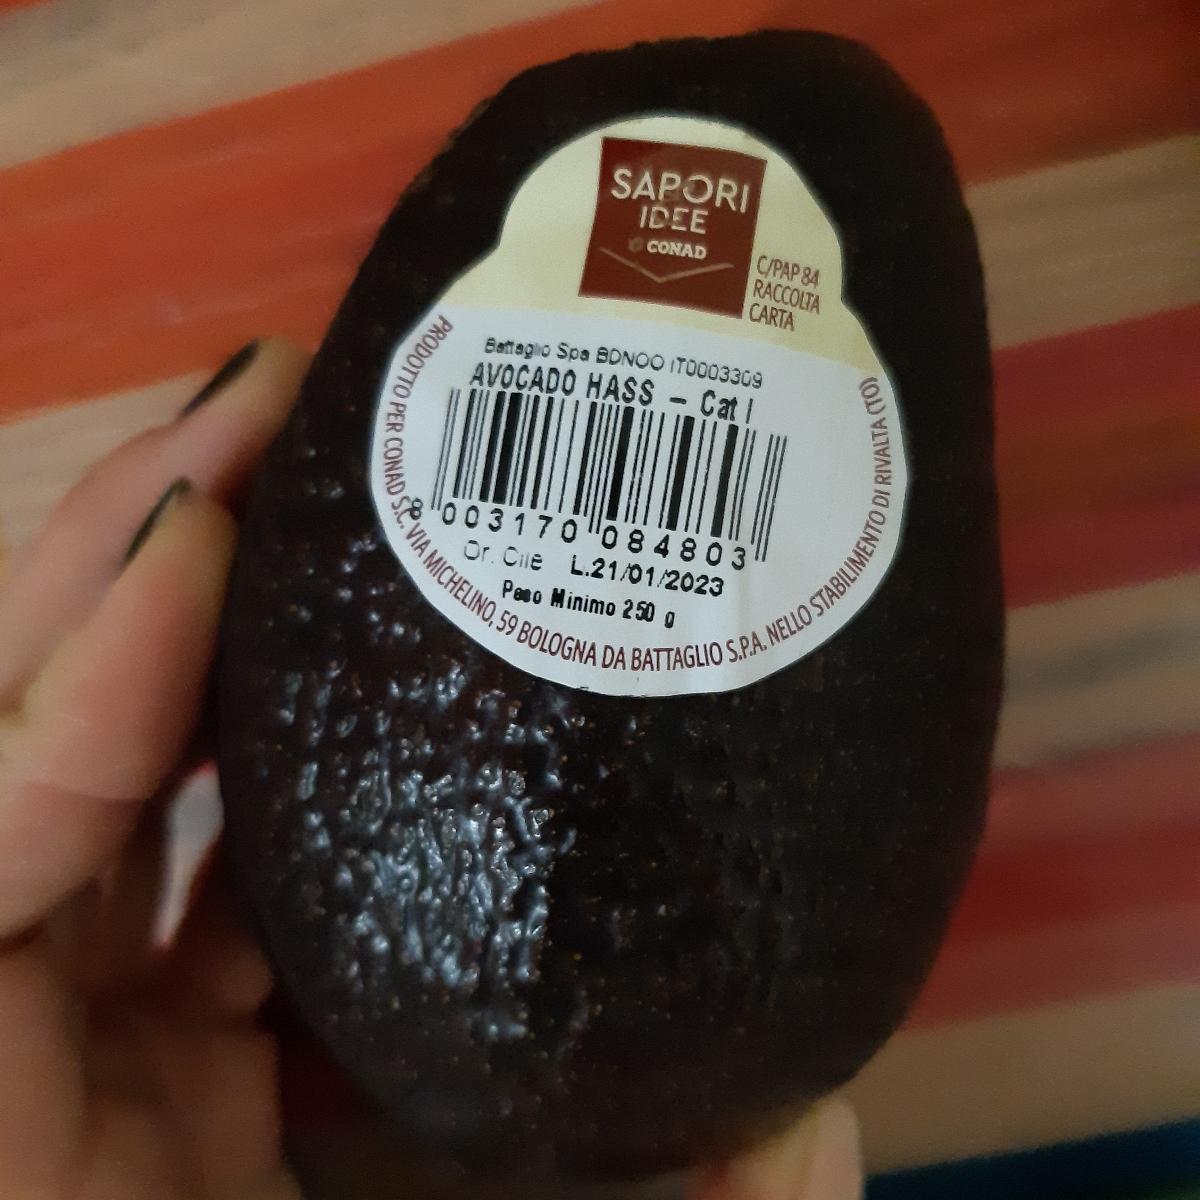 SAPORI
IDEE
CONAD
C/PAP 84
RACCOLTA
CARTA
Battaglio Spa BDNOO IT0003309
AVOCADO HASS - Cat I
8 003170 084803
Or. Cile L.21/01/2023
Peso Minimo 250 g
PRODOTTO PER CONAD S.C. VIA MICHELINO, 59 BOLOGNA DA BATTAGLIO S.P.A. NELLO STABILIMENTO DI RIVALTA (TO)